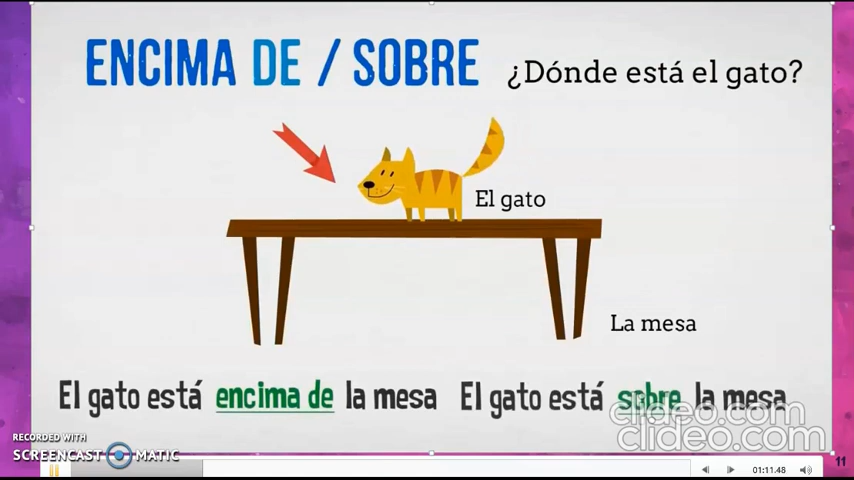 ENCIMA DE / SOBRE
¿Dónde está el gato?
El gato
La mesa
El gato está encima de la mesa
El gato está sobre la mesa
clideo.com
clideo.com
RECORDED WITH
SCREENCAST MATIC
01:11.48
11